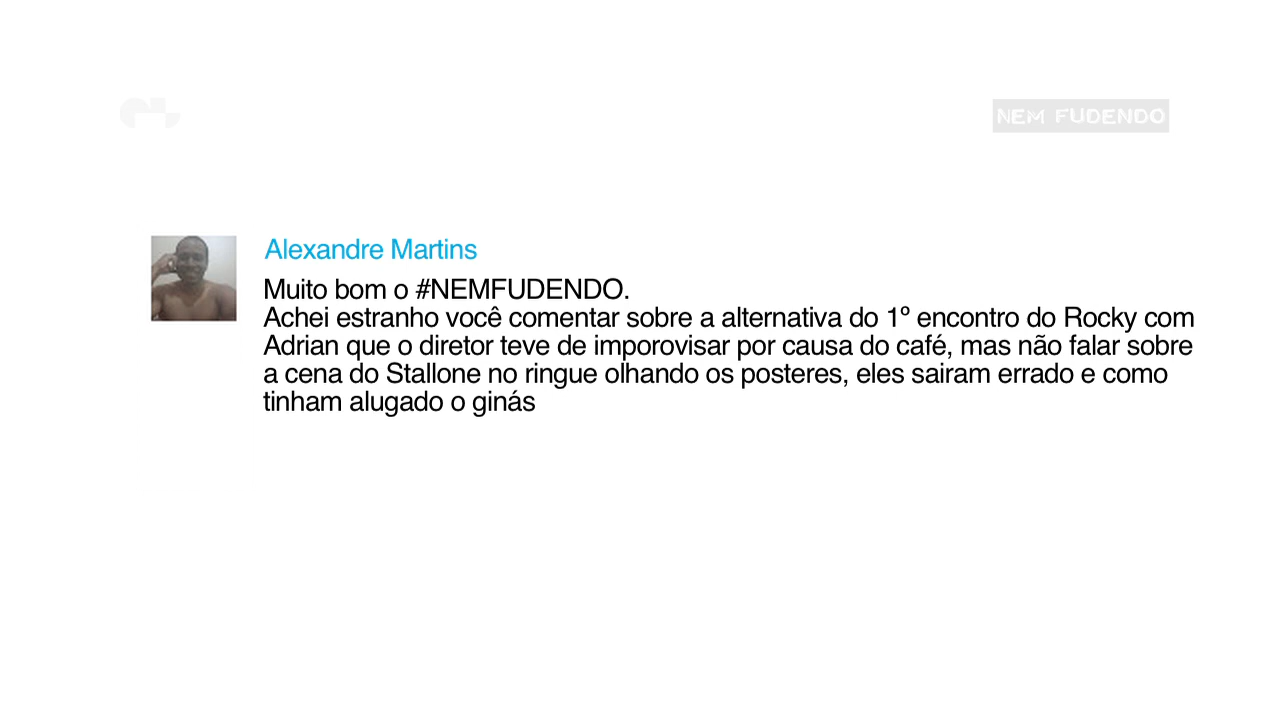 NEM FUDENDO
Alexandre Martins
Muito bom o #NEMFUDENDO.
Achei estranho você comentar sobre a alternativa do 1º encontro do Rocky com
Adrian que o diretor teve de imporovisar por causa do café, mas não falar sobre
a cena do Stallone no ringue olhando os posteres, eles sairam errado e como
tinham alugado o ginás